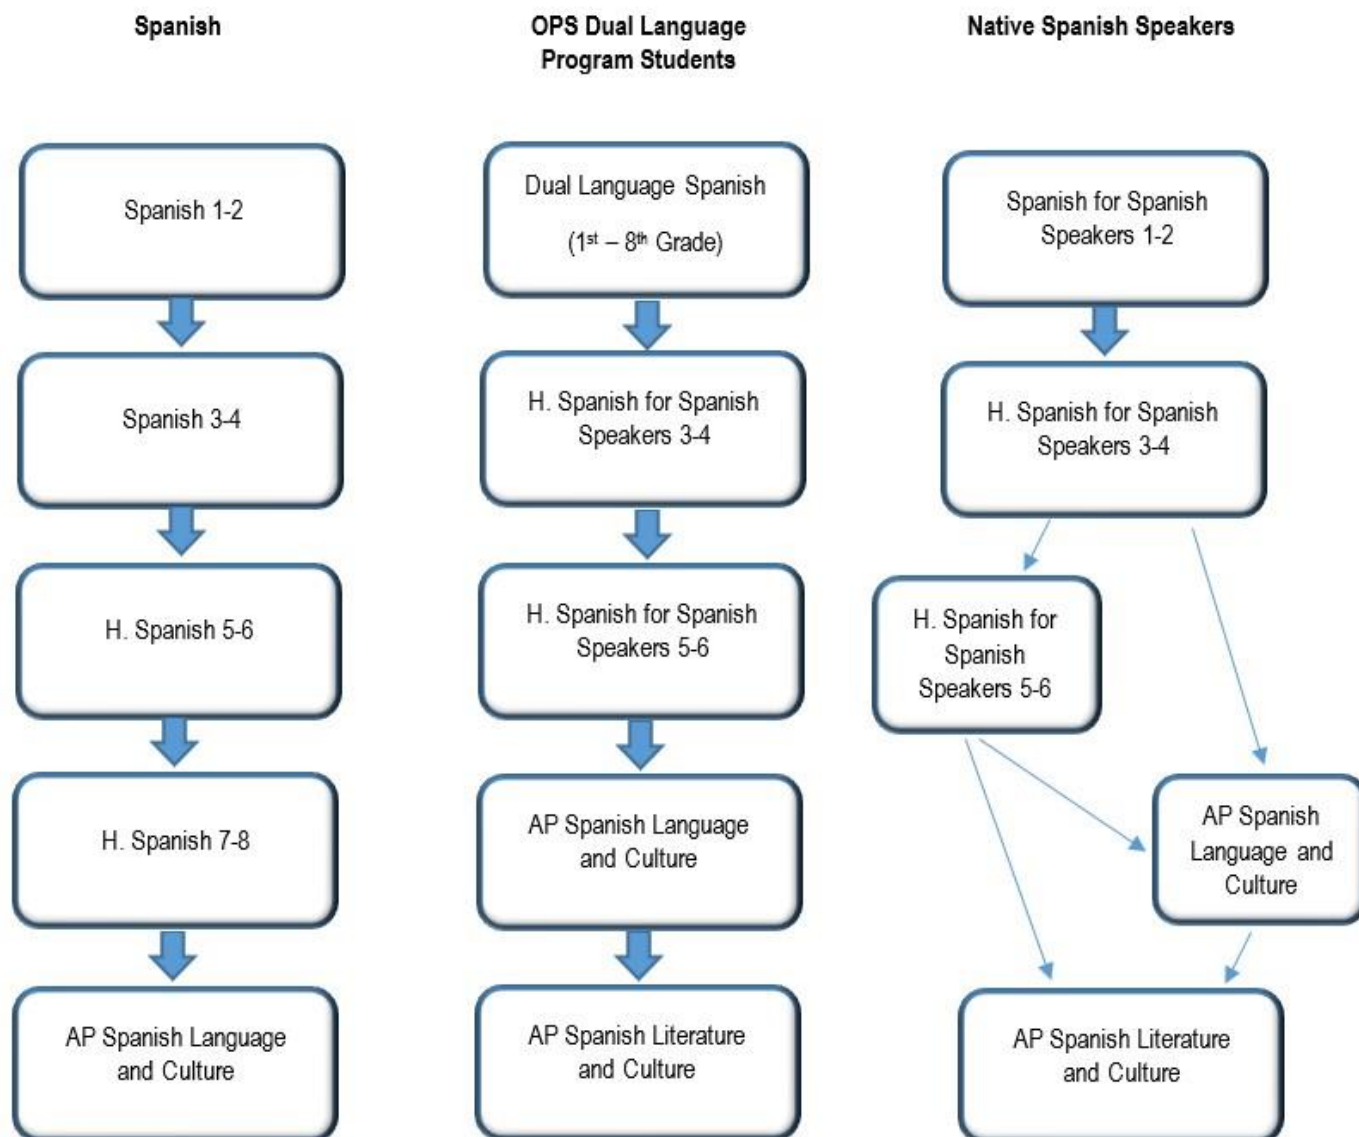 Spanish
Spanish 1-2
Spanish 3-4
H. Spanish 5-6
H. Spanish 7-8
AP Spanish Language
and Culture
OPS Dual Language
Program Students
Dual Language Spanish
(1st – 8th Grade)
H. Spanish for Spanish
Speakers 3-4
H. Spanish for Spanish
Speakers 5-6
AP Spanish Language
and Culture
AP Spanish Literature
and Culture
Native Spanish Speakers
Spanish for Spanish
Speakers 1-2
H. Spanish for Spanish
Speakers 3-4
H. Spanish for
Spanish
Speakers 5-6
AP Spanish
Language and
Culture
AP Spanish Literature
and Culture